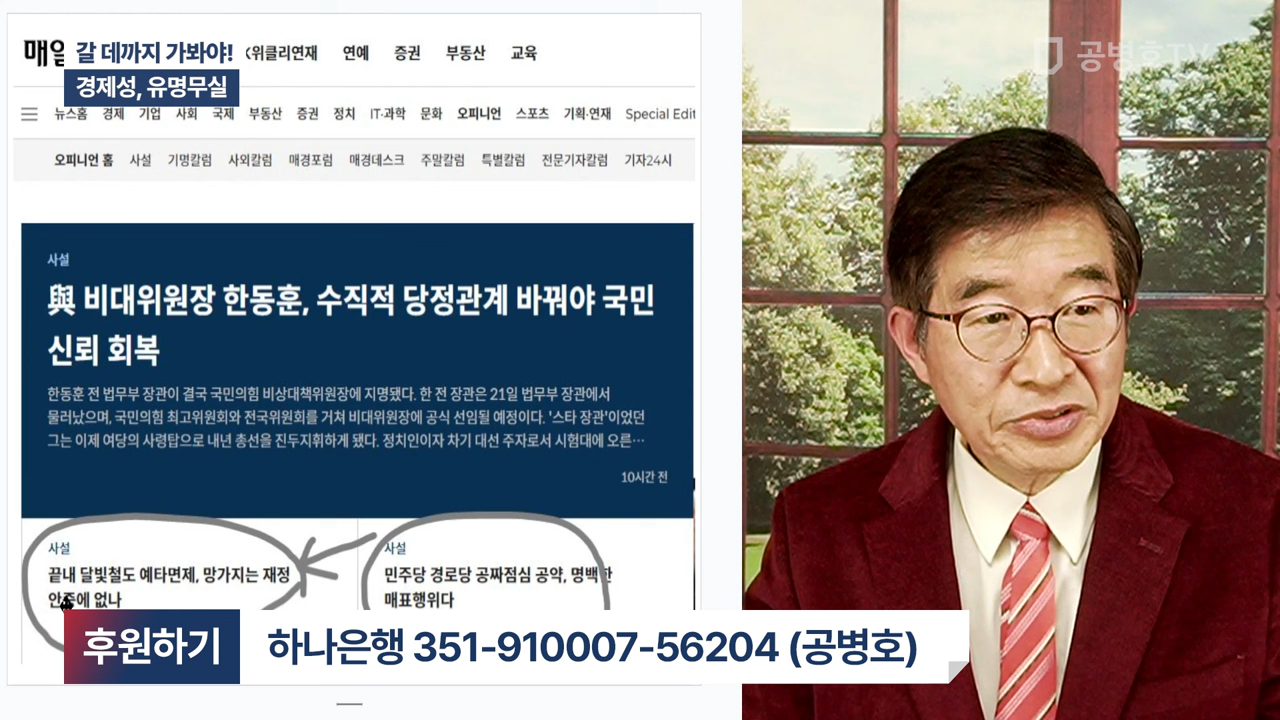 매일
갈 데까지 가봐야!
위클리연재 연예 증권 부동산 교육
경제성, 유명무실
뉴스홈 경제 기업 사회 국제 부동산 증권 정치 IT·과학 문화 오피니언 스포츠 기획·연재 Special Edit
오피니언 홈 사설 기명칼럼 사외칼럼 매경포럼 매경데스크 주말칼럼 특별칼럼 전문기자칼럼 기자24시
사설
與 비대위원장 한동훈, 수직적 당정관계 바꿔야 국민
신뢰 회복
한동훈 전 법무부 장관이 결국 국민의힘 비상대책위원장에 지명됐다. 한 전 장관은 21일 법무부 장관에서
물러났으며, 국민의힘 최고위원회와 전국위원회를 거쳐 비대위원장에 공식 선임될 예정이다. '스타 장관'이었던
그는 이제 여당의 사령탑으로 내년 총선을 진두지휘하게 됐다. 정치인이자 차기 대선 주자로서 시험대에 오른…
10시간 전
사설
끝내 달빛철도 예타면제, 망가지는 재정
안중에 없나
사설
민주당 경로당 공짜점심 공약, 명백한
매표행위다
후원하기 하나은행 351-910007-56204 (공병호)
공병호TV